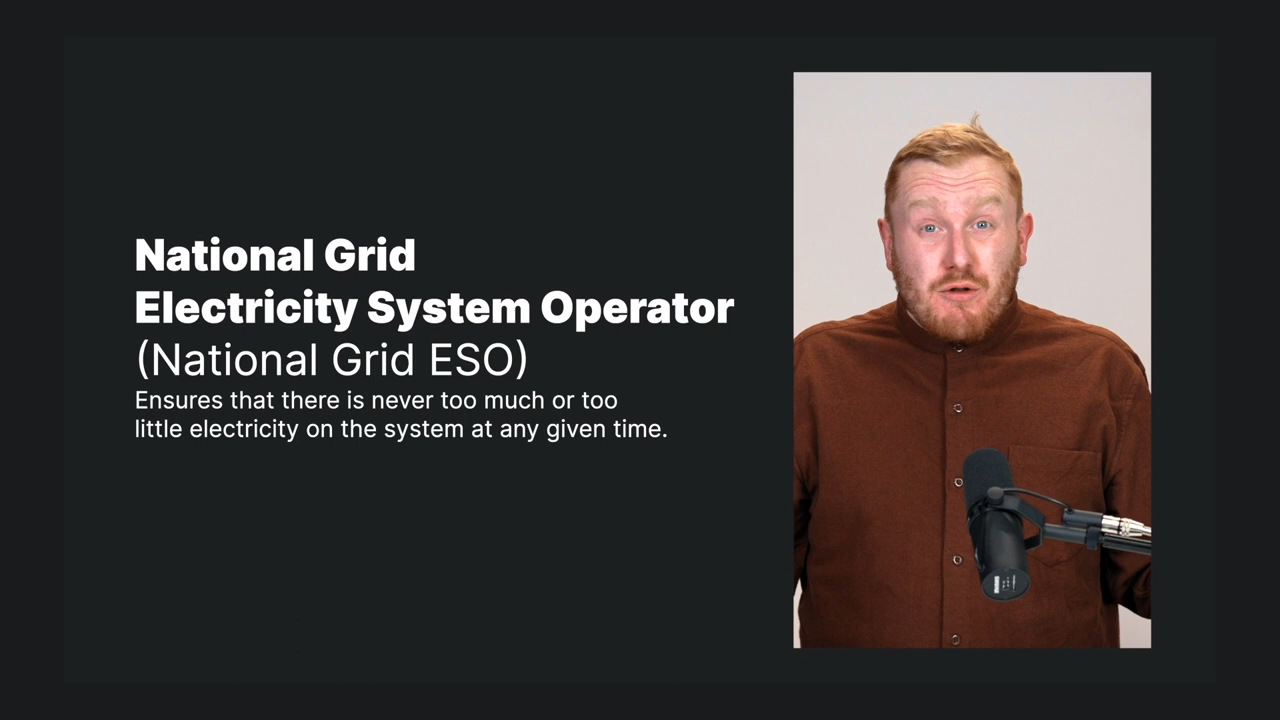 National Grid
Electricity System Operator
(National Grid ESO)
Ensures that there is never too much or too
little electricity on the system at any given time.